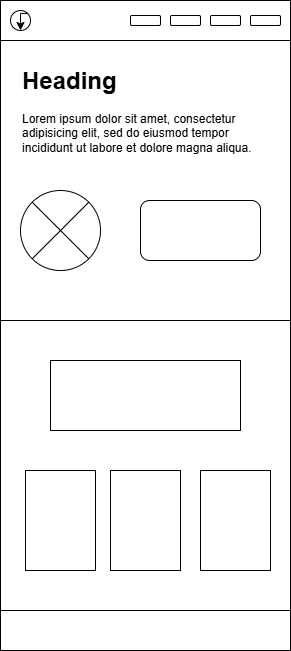 Heading
Lorem ipsum dolor sit amet, consectetur
adipisicing elit, sed do eiusmod tempor
incididunt ut labore et dolore magna aliqua.